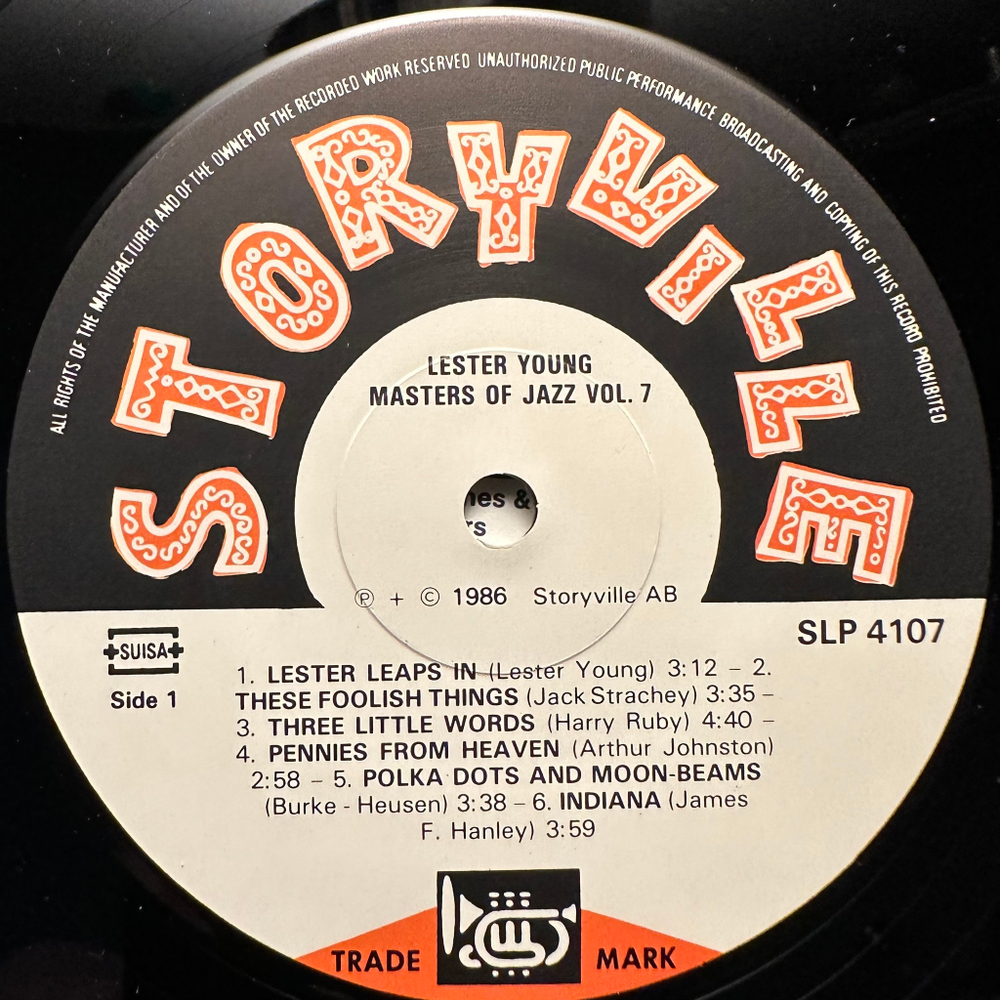 ALL RIGHTS OF THE MANUFACTURER AND OF THE OWNER OF THE RECORDED WORK RESERVED UNAUTHORIZED PUBLIC PERFORMANCE BROADCASTING AND COPYING OF THIS RECORD PROHIBITED
STORYVILLE
LESTER YOUNG
MASTERS OF JAZZ VOL. 7
&
℗ + © 1986 Storyville AB
SLP 4107
SUISA
Side 1
1. LESTER LEAPS IN (Lester Young) 3:12 – 2.
THESE FOOLISH THINGS (Jack Strachey) 3:35 –
3. THREE LITTLE WORDS (Harry Ruby) 4:40 –
4. PENNIES FROM HEAVEN (Arthur Johnston)
2:58 – 5. POLKA DOTS AND MOON-BEAMS
(Burke - Heusen) 3:38 – 6. INDIANA (James
F. Hanley) 3:59
TRADE MARK